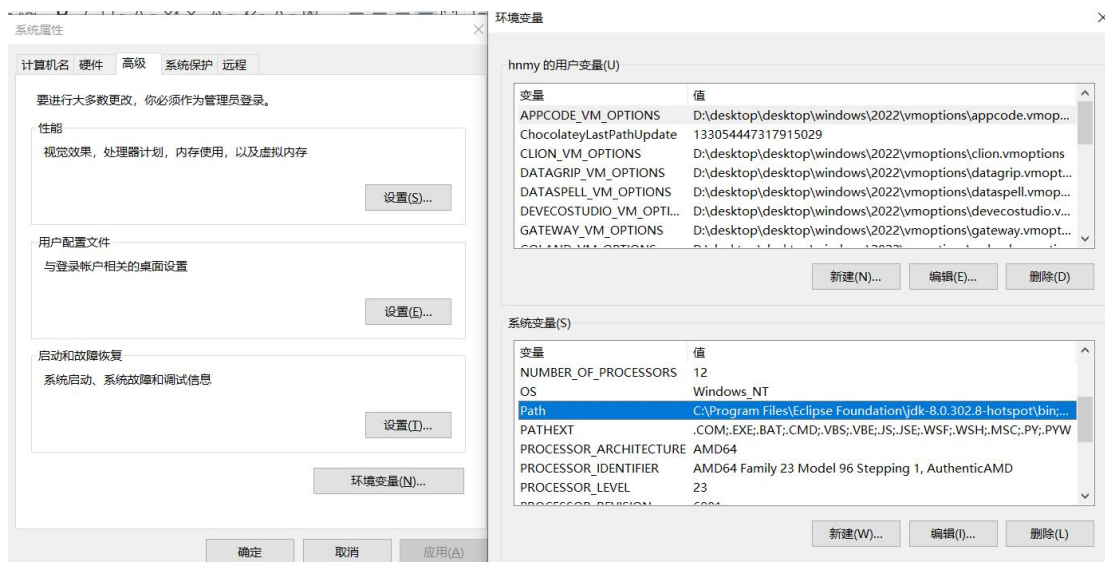 系统属性
计算机名 硬件 高级 系统保护 远程
要进行大多数更改，你必须作为管理员登录。
性能
视觉效果，处理器计划，内存使用，以及虚拟内存
设置(S)...
用户配置文件
与登录帐户相关的桌面设置
设置(E)...
启动和故障恢复
系统启动、系统故障和调试信息
设置(T)...
环境变量(N)...
确定 取消 应用(A)
环境变量
hnmy 的用户变量(U)
变量 值
APPCODE_VM_OPTIONS D:\desktop\desktop\windows\2022\vmoptions\appcode.vmop...
ChocolateyLastPathUpdate 133054447317915029
CLION_VM_OPTIONS D:\desktop\desktop\windows\2022\vmoptions\clion.vmoptions
DATAGRIP_VM_OPTIONS D:\desktop\desktop\windows\2022\vmoptions\datagrip.vmopt...
DATASPELL_VM_OPTIONS D:\desktop\desktop\windows\2022\vmoptions\dataspell.vmop...
DEVECOSTUDIO_VM_OPTI... D:\desktop\desktop\windows\2022\vmoptions\devecostudio.v...
GATEWAY_VM_OPTIONS D:\desktop\desktop\windows\2022\vmoptions\gateway.vmopt...
新建(N)... 编辑(E)... 删除(D)
系统变量(S)
变量 值
NUMBER_OF_PROCESSORS 12
OS Windows_NT
Path C:\Program Files\Eclipse Foundation\jdk-8.0.302.8-hotspot\bin;...
PATHEXT .COM;.EXE;.BAT;.CMD;.VBS;.VBE;.JS;.JSE;.WSF;.WSH;.MSC;.PY;.PYW
PROCESSOR_ARCHITECTURE AMD64
PROCESSOR_IDENTIFIER AMD64 Family 23 Model 96 Stepping 1, AuthenticAMD
PROCESSOR_LEVEL 23
新建(W)... 编辑(I)... 删除(L)